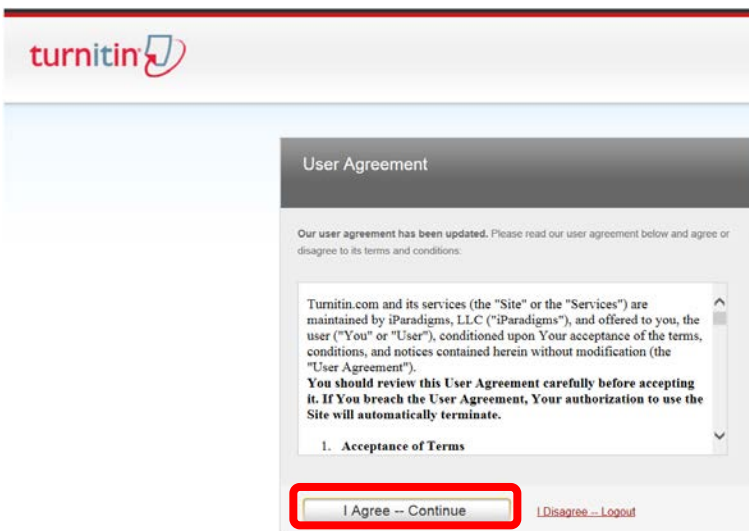 turnitin
User Agreement
Our user agreement has been updated. Please read our user agreement below and agree or
disagree to its terms and conditions:
Turnitin.com and its services (the "Site" or the "Services") are
maintained by iParadigms, LLC ("iParadigms"), and offered to you, the
user ("You" or "User"), conditioned upon Your acceptance of the terms,
conditions, and notices contained herein without modification (the
"User Agreement").
You should review this User Agreement carefully before accepting
it. If You breach the User Agreement, Your authorization to use the
Site will automatically terminate.
1. Acceptance of Terms
I Agree -- Continue
I Disagree -- Logout